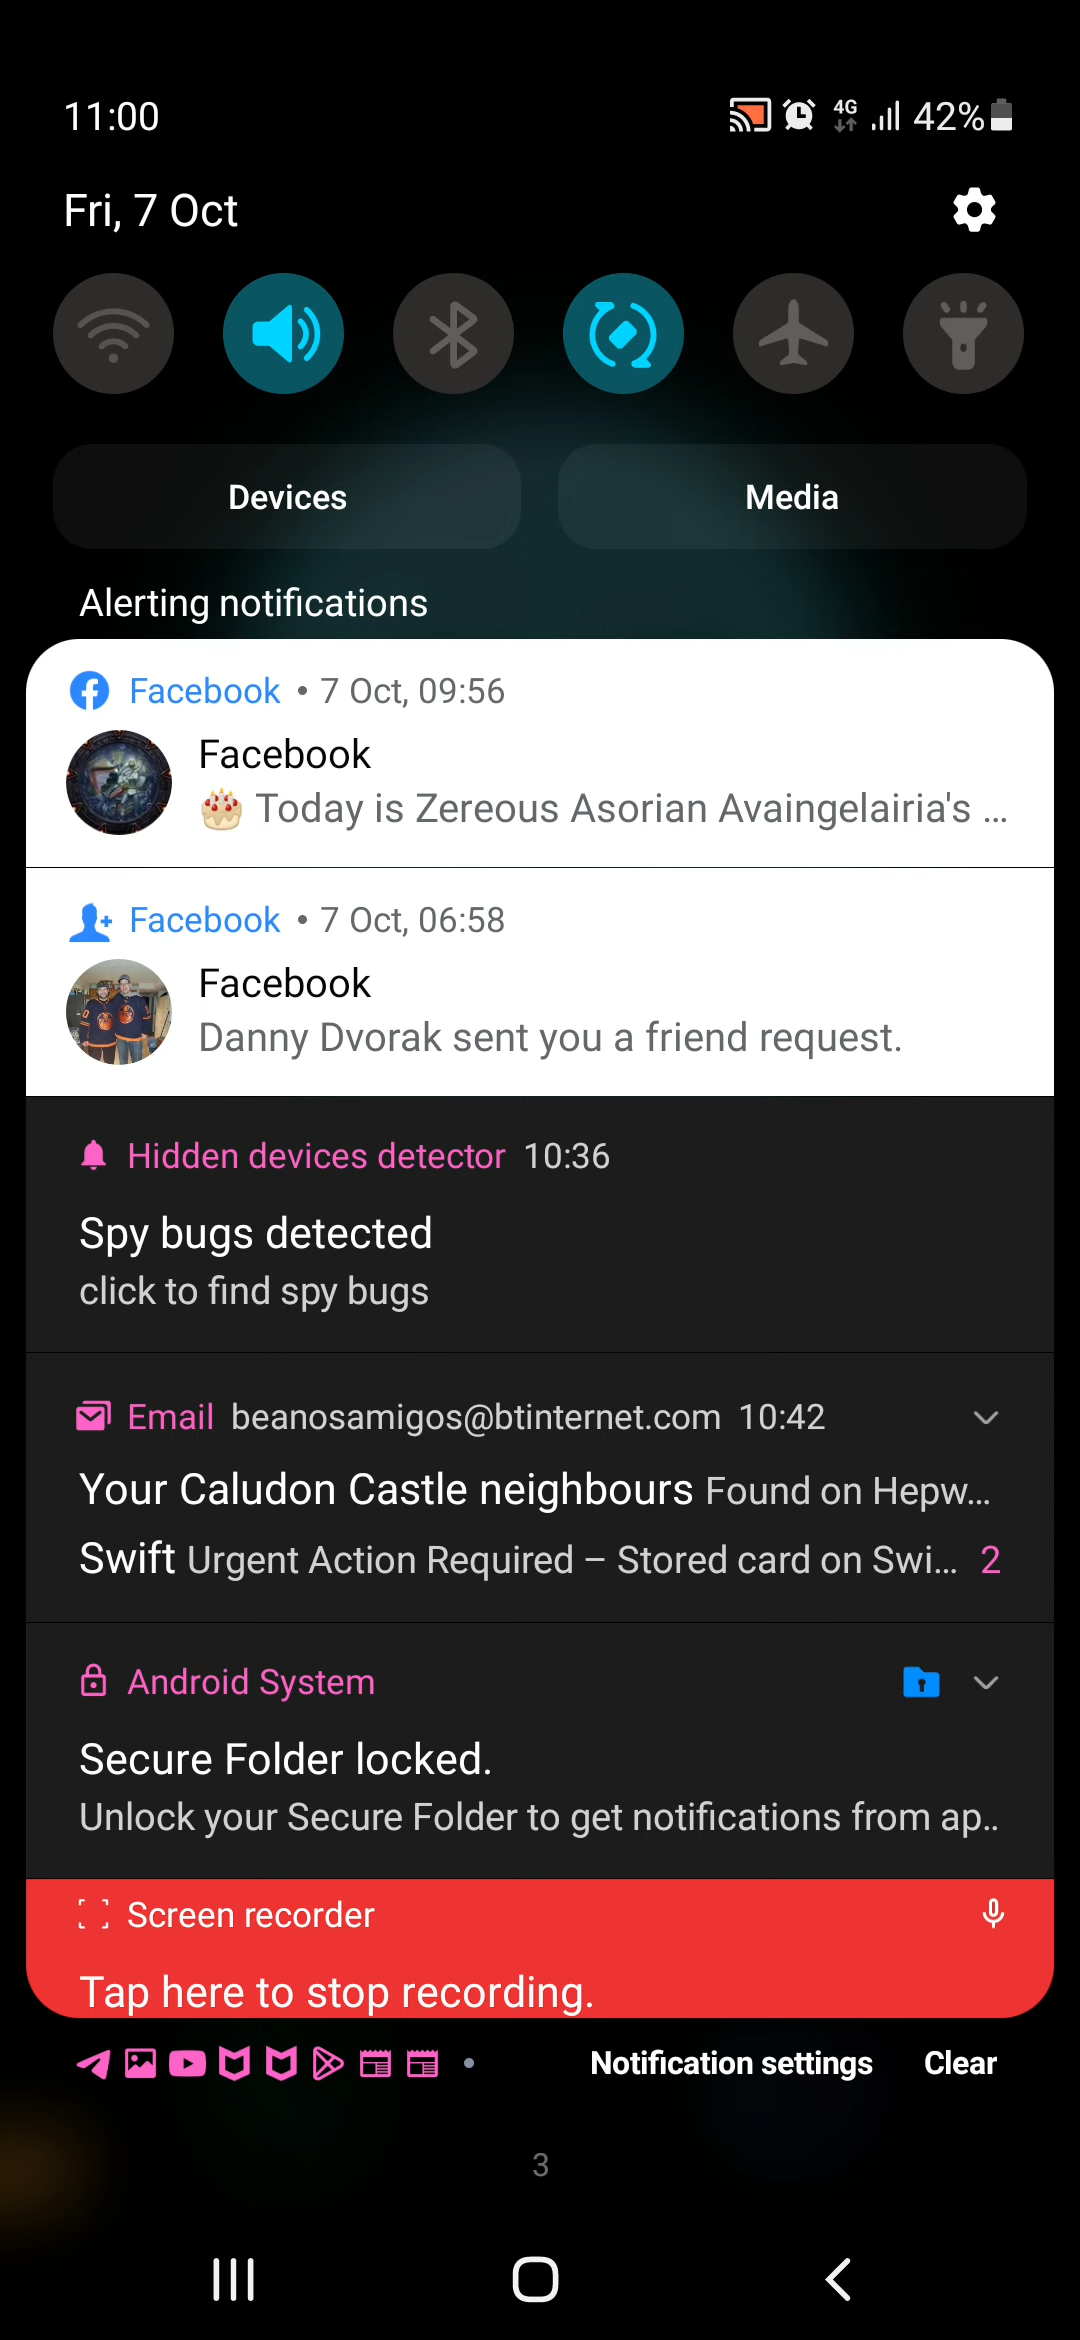 11:00
4G
42%
Fri, 7 Oct
Devices
Media
Alerting notifications
Facebook • 7 Oct, 09:56
Facebook
🎂 Today is Zereous Asorian Avaingelairia's ...
Facebook • 7 Oct, 06:58
Facebook
Danny Dvorak sent you a friend request.
Hidden devices detector 10:36
Spy bugs detected
click to find spy bugs
Email beanosamigos@btinternet.com 10:42
Your Caludon Castle neighbours Found on Hepw...
Swift Urgent Action Required – Stored card on Swi... 2
Android System
Secure Folder locked.
Unlock your Secure Folder to get notifications from ap..
Screen recorder
Tap here to stop recording.
Notification settings
Clear
3